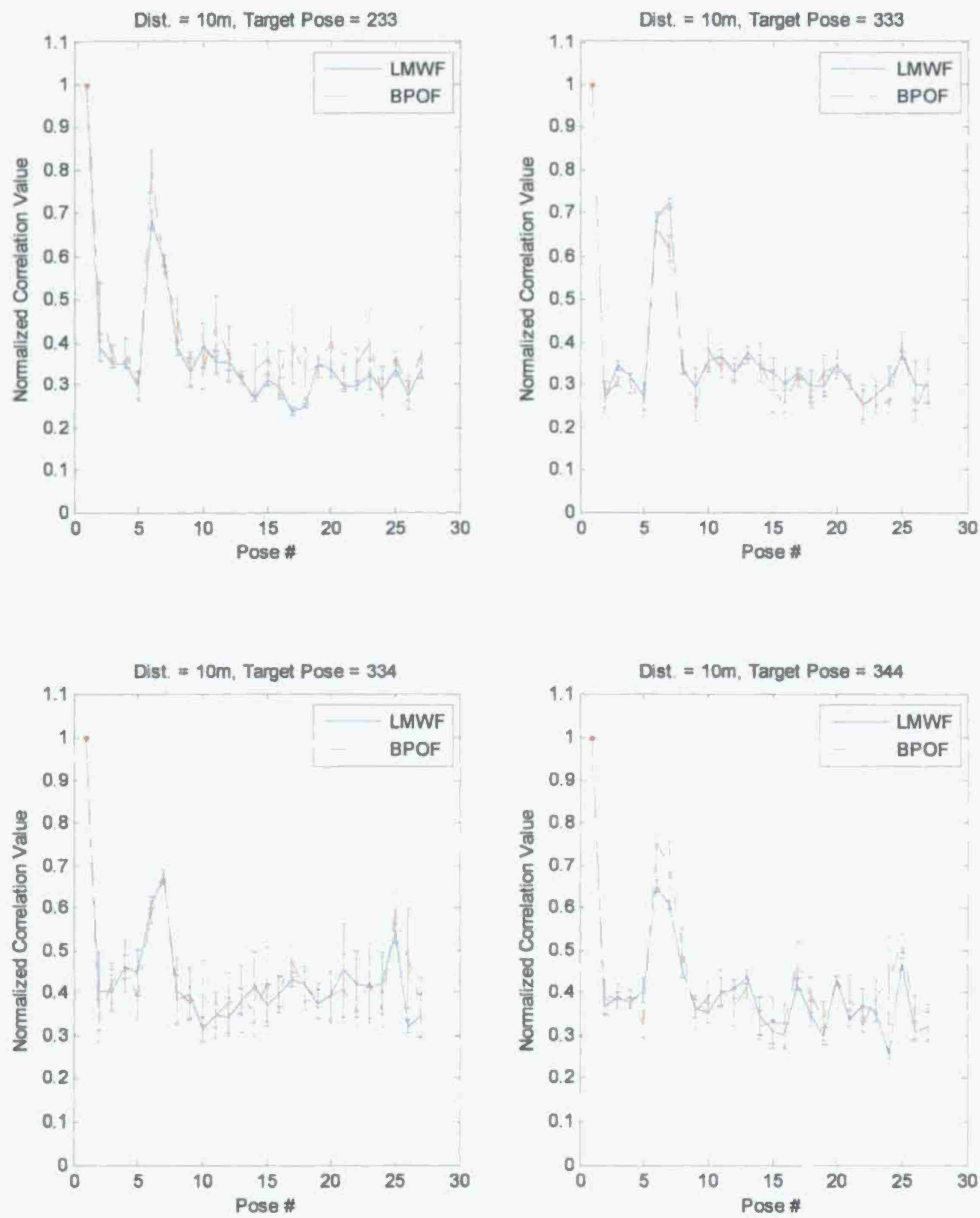 Dist. = 10m, Target Pose = 233
1.1
1
0.9
0.8
0.7
0.6
0.5
0.4
0.3
0.2
0.1
0
Normalized Correlation Value
LMWF
BPOF
0 5 10 15 20 25 30
Pose #
Dist. = 10m, Target Pose = 333
1.1
1
0.9
0.8
0.7
0.6
0.5
0.4
0.3
0.2
0.1
0
Normalized Correlation Value
LMWF
BPOF
0 5 10 15 20 25 30
Pose #
Dist. = 10m, Target Pose = 334
1.1
1
0.9
0.8
0.7
0.6
0.5
0.4
0.3
0.2
0.1
0
Normalized Correlation Value
LMWF
BPOF
0 5 10 15 20 25 30
Pose #
Dist. = 10m, Target Pose = 344
1.1
1
0.9
0.8
0.7
0.6
0.5
0.4
0.3
0.2
0.1
0
Normalized Correlation Value
LMWF
BPOF
0 5 10 15 20 25 30
Pose #